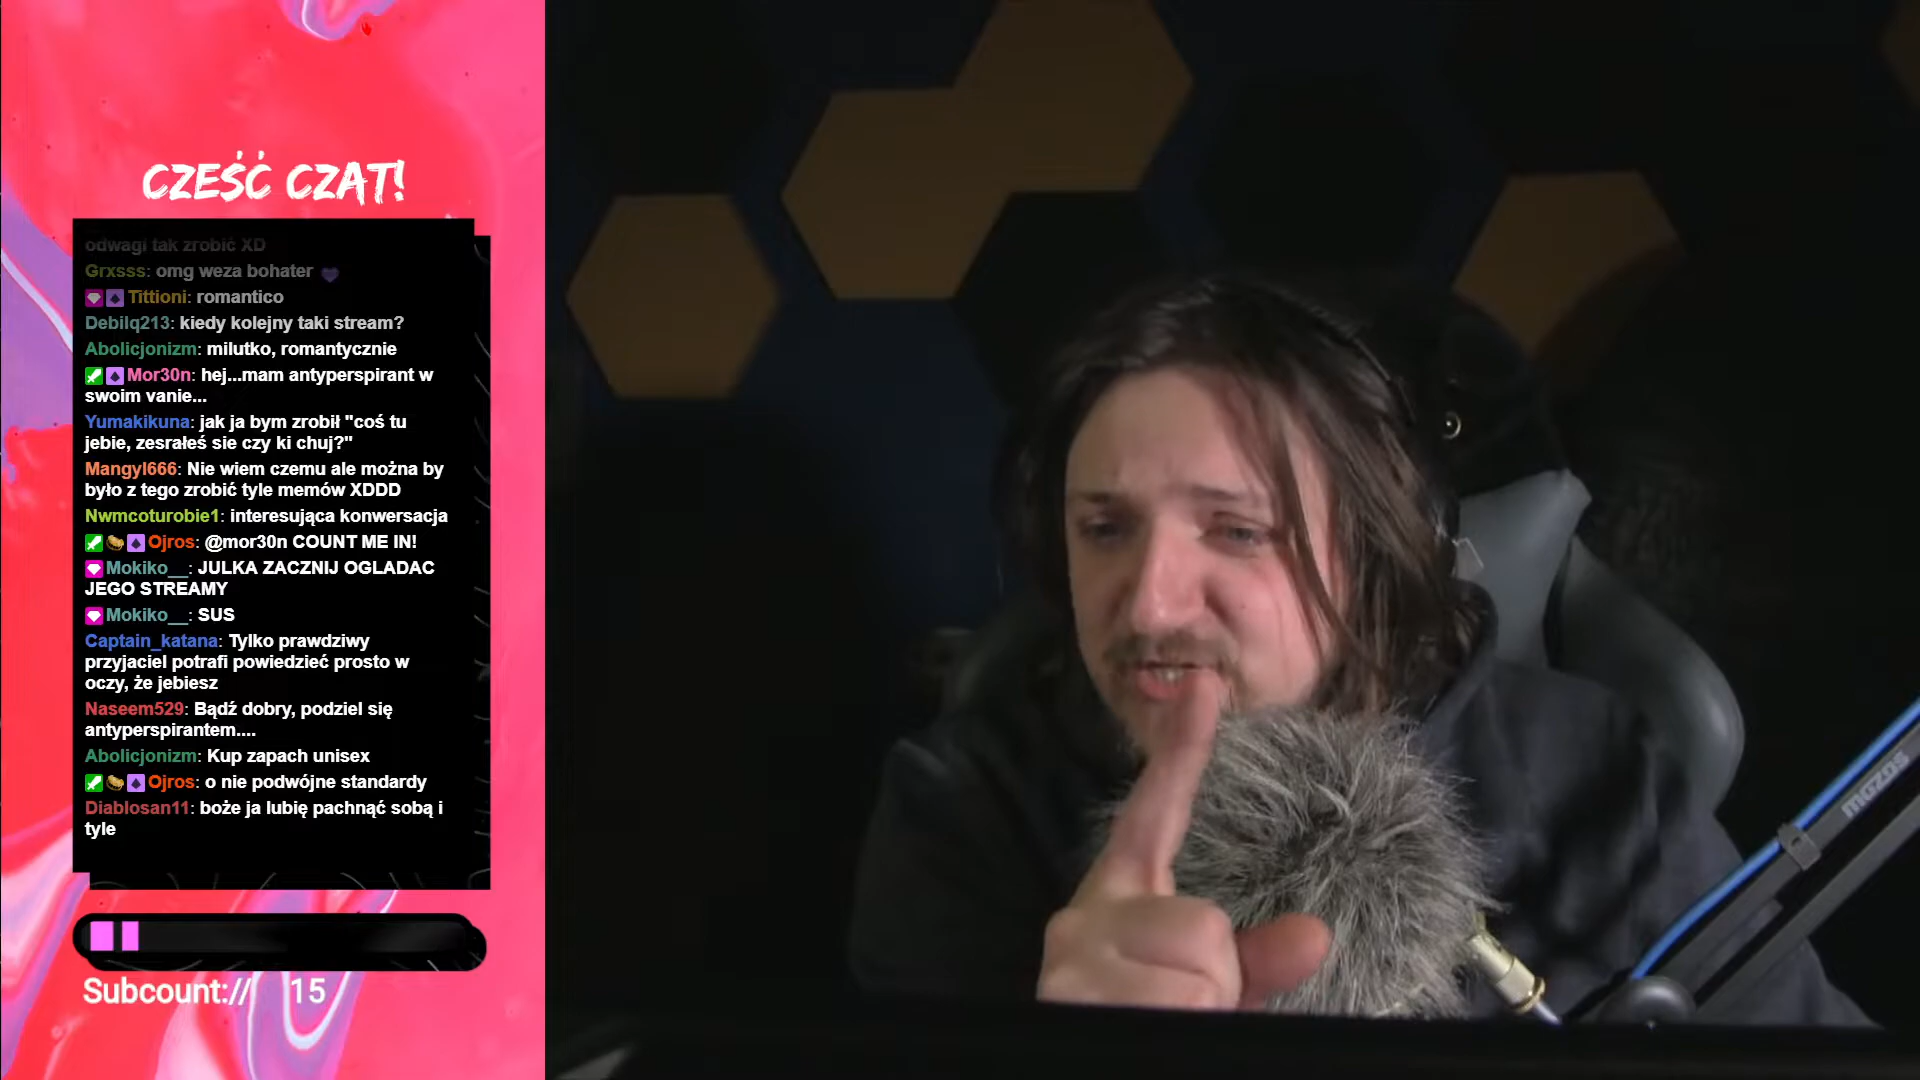 CZEŚĆ CZAT!
odwagi tak zrobić XD
Grxsss: omg weza bohater
Tittioni: romantico
Debilq213: kiedy kolejny taki stream?
Abolicjonizm: milutko, romantycznie
Mor30n: hej...mam antyperspirant w
swoim vanie...
Yumakikuna: jak ja bym zrobił "coś tu
jebie, zesrałeś sie czy ki chuj?"
Mangyl666: Nie wiem czemu ale można by
było z tego zrobić tyle memów XDDD
Nwmcoturobie1: interesująca konwersacja
Ojros: @mor30n COUNT ME IN!
Mokiko__: JULKA ZACZNIJ OGLADAC
JEGO STREAMY
Mokiko__: SUS
Captain_katana: Tylko prawdziwy
przyjaciel potrafi powiedzieć prosto w
oczy, że jebiesz
Naseem529: Bądź dobry, podziel się
antyperspirantem....
Abolicjonizm: Kup zapach unisex
Ojros: o nie podwójne standardy
Diablosan11: boże ja lubię pachnąć sobą i
tyle
Subcount:// 15
mozos